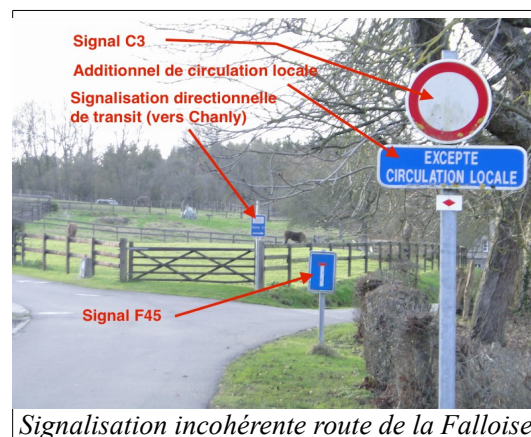 Signal C3
Additionnel de circulation locale
Signalisation directionnelle
de transit (vers Chanly)
EXCEPTE
CIRCULATION LOCALE
Signal F45
Signalisation incohérente route de la Falloise